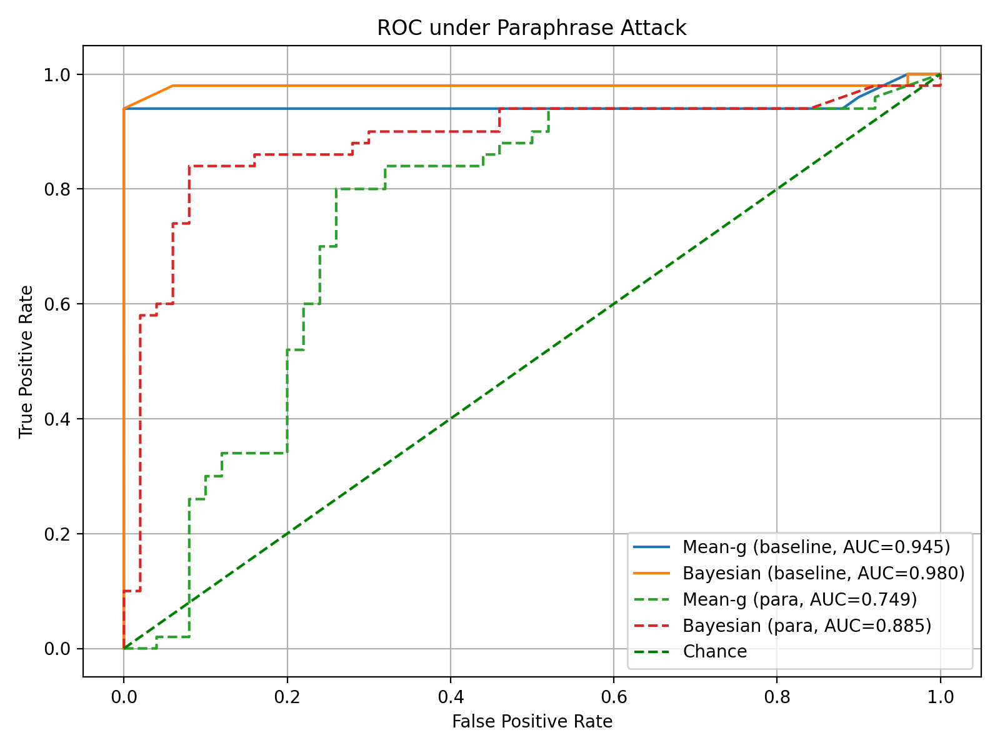 ROC under Paraphrase Attack
True Positive Rate
1.0
0.8
0.6
0.4
0.2
0.0
Mean-g (baseline, AUC=0.945)
Bayesian (baseline, AUC=0.980)
Mean-g (para, AUC=0.749)
Bayesian (para, AUC=0.885)
Chance
0.0 0.2 0.4 0.6 0.8 1.0
False Positive Rate